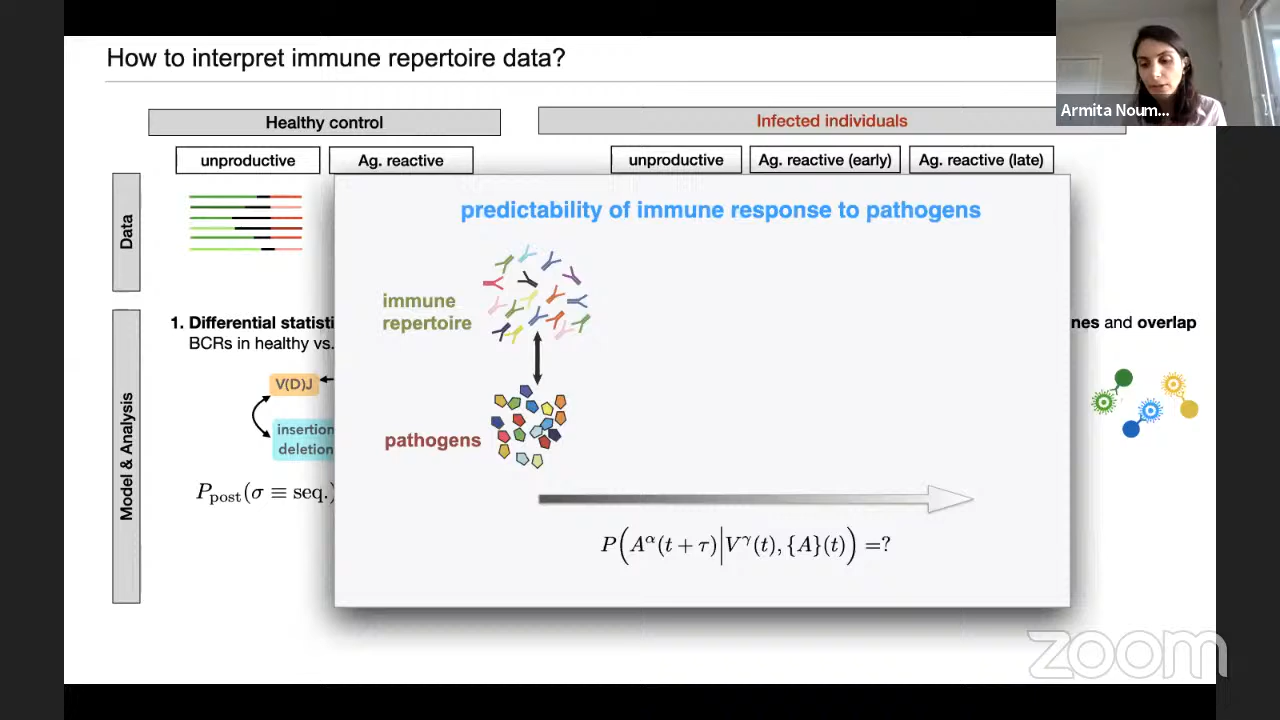 How to interpret immune repertoire data?
Armita Noum...
Healthy control
Infected individuals
unproductive
Ag. reactive
unproductive
Ag. reactive (early)
Ag. reactive (late)
Data
predictability of immune response to pathogens
immune
repertoire
pathogens
P(A^α(t + τ)|V^γ(t), {A}(t)) =?
Model & Analysis
1. Differential statisti
BCRs in healthy vs.
nes and overlap
V(D)J
insertion
deletion
P_post(σ ≡ seq.)
zoom